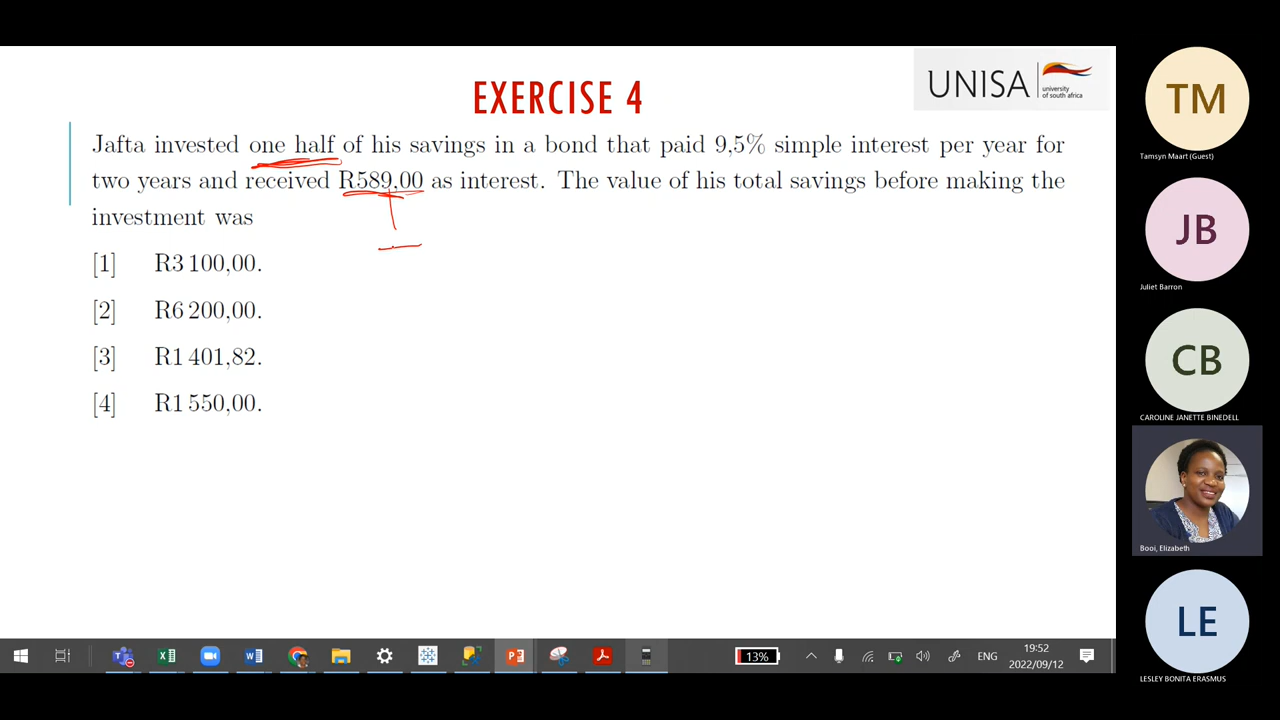 EXERCISE 4
UNISA
university
of south africa
Jafta invested one half of his savings in a bond that paid 9,5% simple interest per year for
two years and received R589,00 as interest. The value of his total savings before making the
investment was
[1] R3 100,00.
[2] R6 200,00.
[3] R1 401,82.
[4] R1 550,00.
I
TM
Tamsyn Maart (Guest)
JB
Juliet Barron
CB
CAROLINE JANETTE BINEDELL
Booi, Elizabeth
LE
LESLEY BONITA ERASMUS
13%
ENG
19:52
2022/09/12